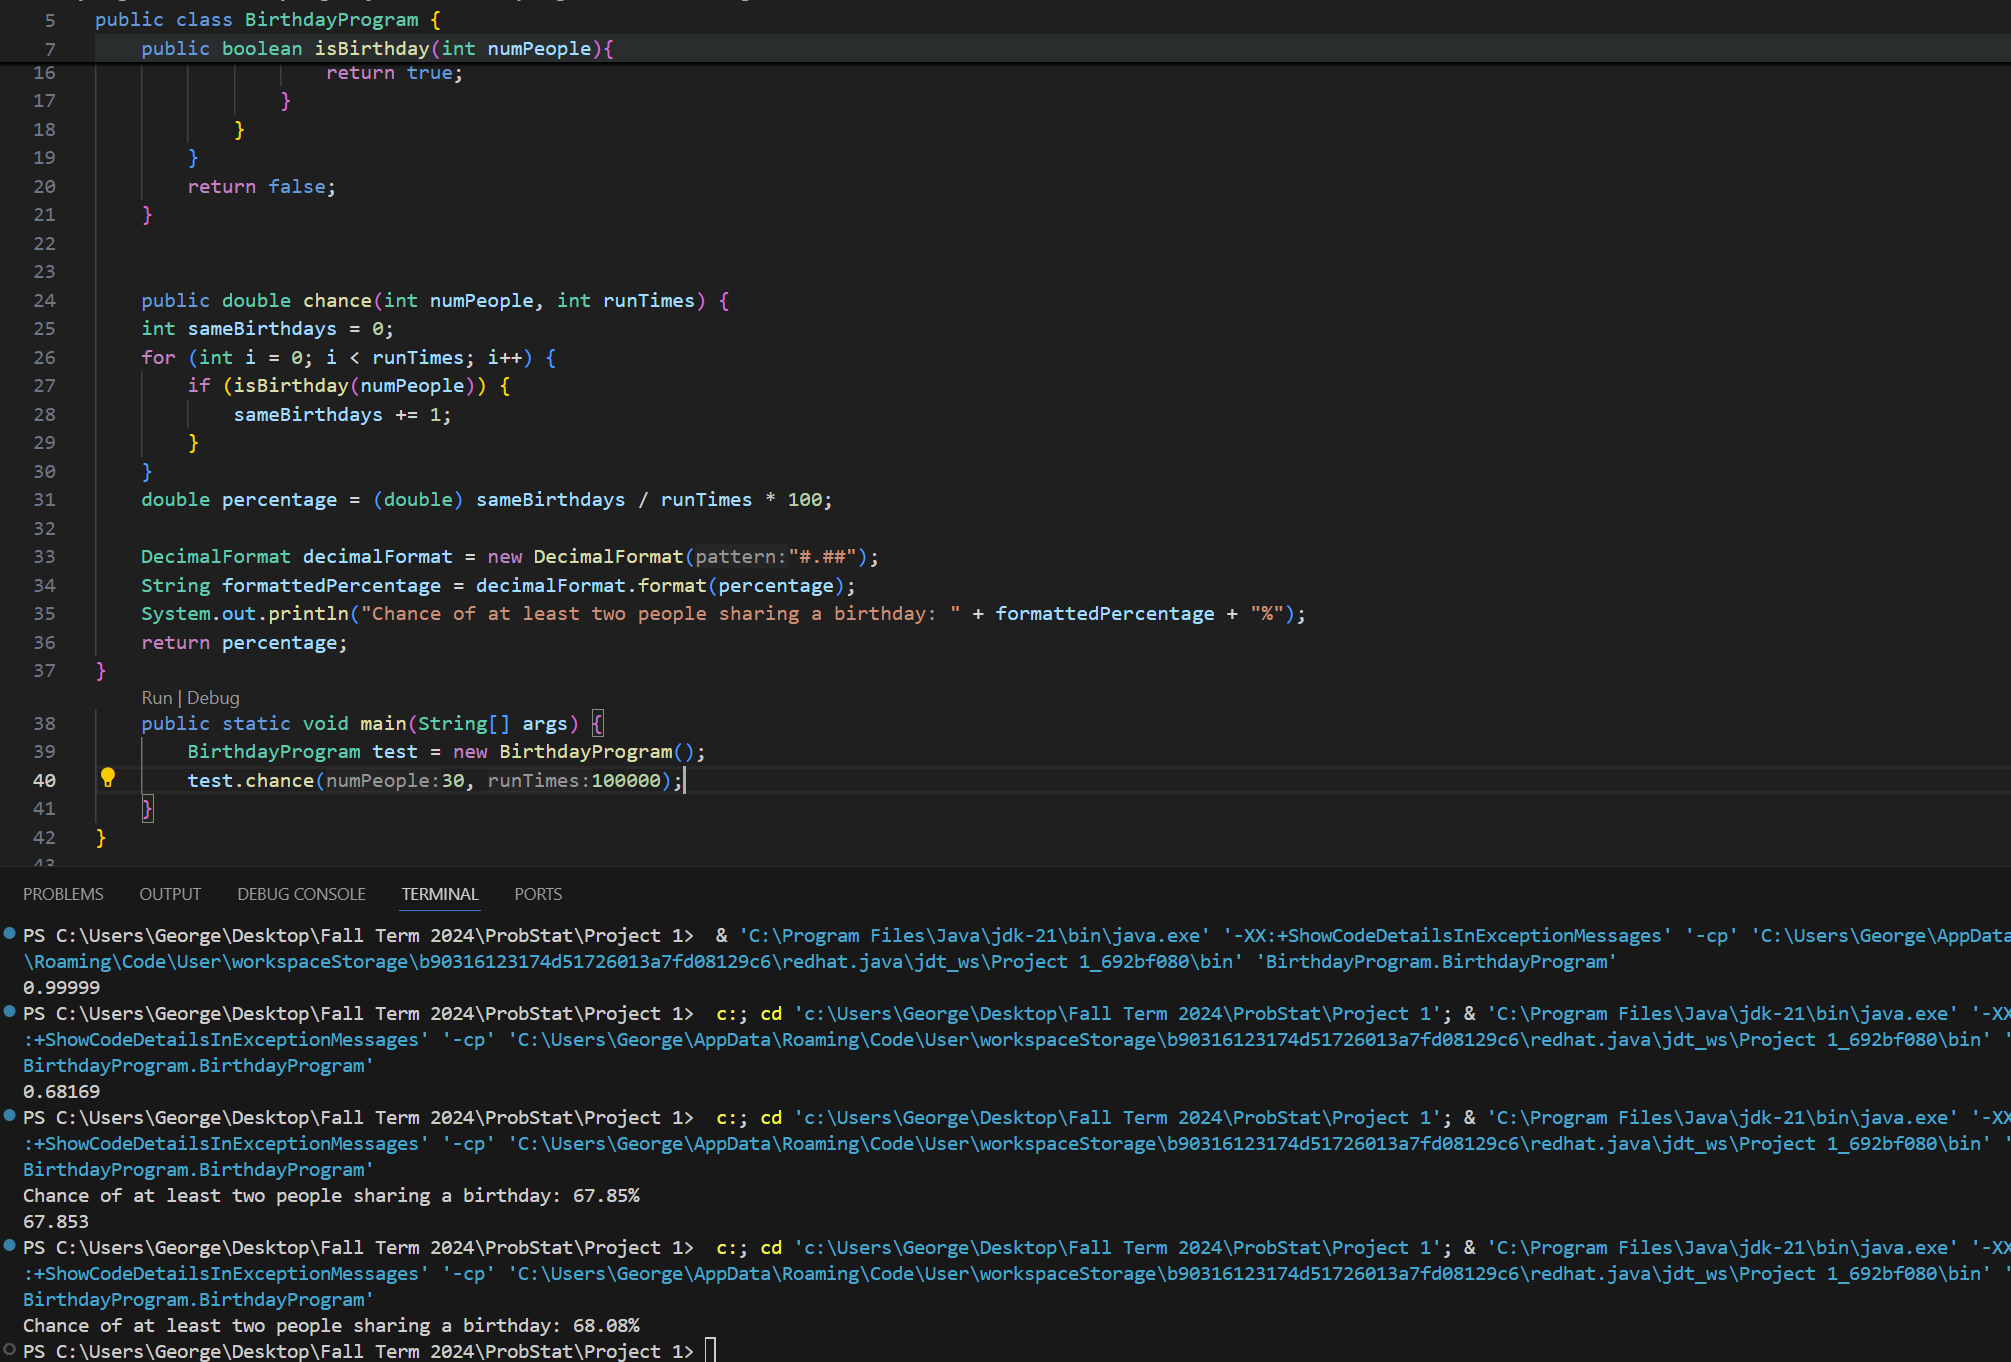 5 public class BirthdayProgram {
7 public boolean isBirthday(int numPeople){
16 return true;
17 }
18 }
19 }
20 return false;
21 }
22
23
24 public double chance(int numPeople, int runTimes) {
25 int sameBirthdays = 0;
26 for (int i = 0; i < runTimes; i++) {
27 if (isBirthday(numPeople)) {
28 sameBirthdays += 1;
29 }
30 }
31 double percentage = (double) sameBirthdays / runTimes * 100;
32
33 DecimalFormat decimalFormat = new DecimalFormat(pattern:"#.##");
34 String formattedPercentage = decimalFormat.format(percentage);
35 System.out.println("Chance of at least two people sharing a birthday: " + formattedPercentage + "%");
36 return percentage;
37 }
Run | Debug
38 public static void main(String[] args) {
39 BirthdayProgram test = new BirthdayProgram();
40 test.chance(numPeople:30, runTimes:100000);
41 }
42 }
43
PROBLEMS OUTPUT DEBUG CONSOLE TERMINAL PORTS
PS C:\Users\George\Desktop\Fall Term 2024\ProbStat\Project 1> & 'C:\Program Files\Java\jdk-21\bin\java.exe' '-XX:+ShowCodeDetailsInExceptionMessages' '-cp' 'C:\Users\George\AppData
\Roaming\Code\User\workspaceStorage\b90316123174d51726013a7fd08129c6\redhat.java\jdt_ws\Project 1_692bf080\bin' 'BirthdayProgram.BirthdayProgram'
0.99999
PS C:\Users\George\Desktop\Fall Term 2024\ProbStat\Project 1> c:; cd 'c:\Users\George\Desktop\Fall Term 2024\ProbStat\Project 1'; & 'C:\Program Files\Java\jdk-21\bin\java.exe' '-XX
:+ShowCodeDetailsInExceptionMessages' '-cp' 'C:\Users\George\AppData\Roaming\Code\User\workspaceStorage\b90316123174d51726013a7fd08129c6\redhat.java\jdt_ws\Project 1_692bf080\bin' '
BirthdayProgram.BirthdayProgram'
0.68169
PS C:\Users\George\Desktop\Fall Term 2024\ProbStat\Project 1> c:; cd 'c:\Users\George\Desktop\Fall Term 2024\ProbStat\Project 1'; & 'C:\Program Files\Java\jdk-21\bin\java.exe' '-XX
:+ShowCodeDetailsInExceptionMessages' '-cp' 'C:\Users\George\AppData\Roaming\Code\User\workspaceStorage\b90316123174d51726013a7fd08129c6\redhat.java\jdt_ws\Project 1_692bf080\bin' '
BirthdayProgram.BirthdayProgram'
Chance of at least two people sharing a birthday: 67.85%
67.853
PS C:\Users\George\Desktop\Fall Term 2024\ProbStat\Project 1> c:; cd 'c:\Users\George\Desktop\Fall Term 2024\ProbStat\Project 1'; & 'C:\Program Files\Java\jdk-21\bin\java.exe' '-XX
:+ShowCodeDetailsInExceptionMessages' '-cp' 'C:\Users\George\AppData\Roaming\Code\User\workspaceStorage\b90316123174d51726013a7fd08129c6\redhat.java\jdt_ws\Project 1_692bf080\bin' '
BirthdayProgram.BirthdayProgram'
Chance of at least two people sharing a birthday: 68.08%
PS C:\Users\George\Desktop\Fall Term 2024\ProbStat\Project 1>